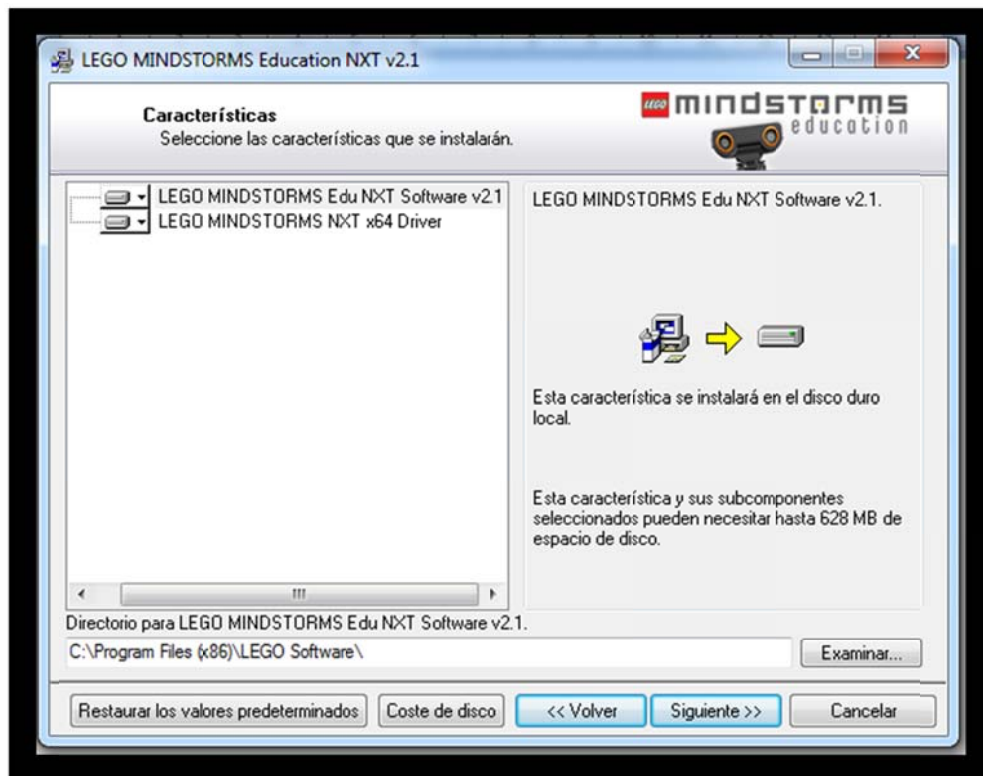 LEGO MINDSTORMS Education NXT v2.1
Características
Seleccione las características que se instalarán.
LEGO mindstorms
education
LEGO MINDSTORMS Edu NXT Software v2.1
LEGO MINDSTORMS NXT x64 Driver
LEGO MINDSTORMS Edu NXT Software v2.1.
Esta característica se instalará en el disco duro
local.
Esta característica y sus subcomponentes
seleccionados pueden necesitar hasta 628 MB de
espacio de disco.
Directorio para LEGO MINDSTORMS Edu NXT Software v2.1.
C:\Program Files (x86)\LEGO Software\
Examinar...
Restaurar los valores predeterminados
Coste de disco
<< Volver
Siguiente >>
Cancelar